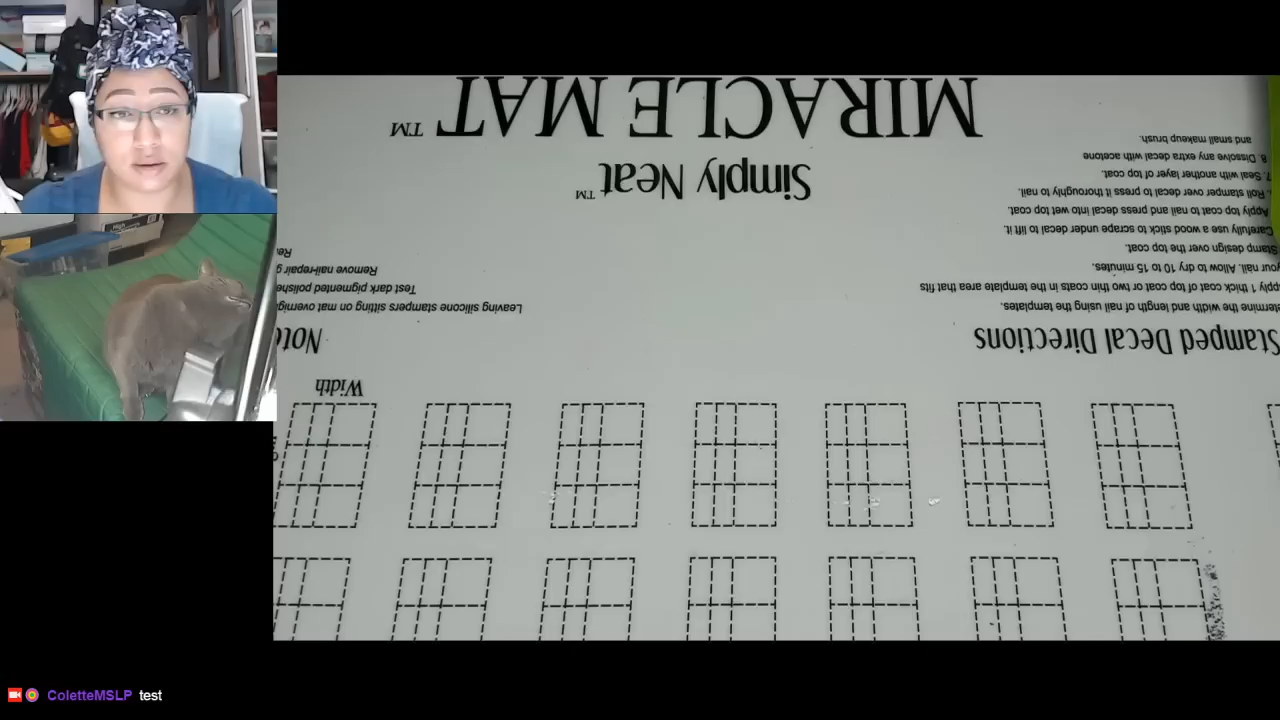 MIRACLE MAT™
Simply Neat™
Stamped Decal Directions
termine the width and length of nail using the templates.
pply 1 thick coat of top coat or two thin coats in the template area that fits
your nail. Allow to dry 10 to 15 minutes.
Stamp design over the top coat.
Carefully use a wood stick to scrape under decal to lift it.
Apply top coat to nail and press decal into wet top coat.
Roll stamper over decal to press it thoroughly to nail.
7. Seal with another layer of top coat.
8. Dissolve any extra decal with acetone
and small makeup brush.
Note
Leaving silicone stampers sitting on mat overnig
Test dark pigmented polishe
Remove nail-repair g
Re
Width
ColetteMSLP test